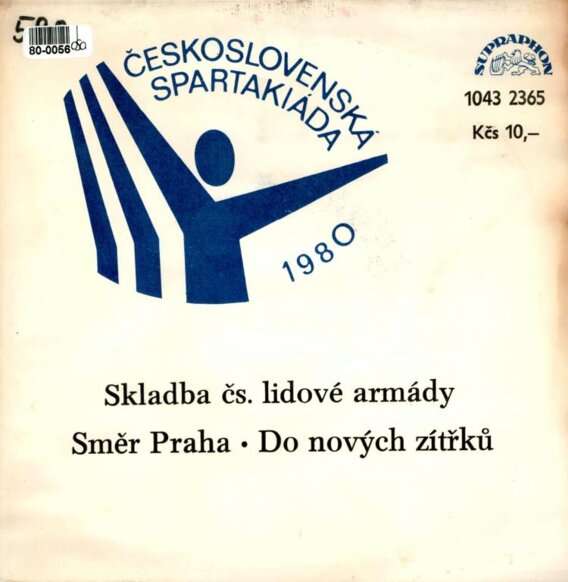 80-0056
ČESKOSLOVENSKÁ
SPARTAKIÁDA
1980
SUPRAPHON
1043 2365
Kčs 10,–
Skladba čs. lidové armády
Směr Praha · Do nových zítřků